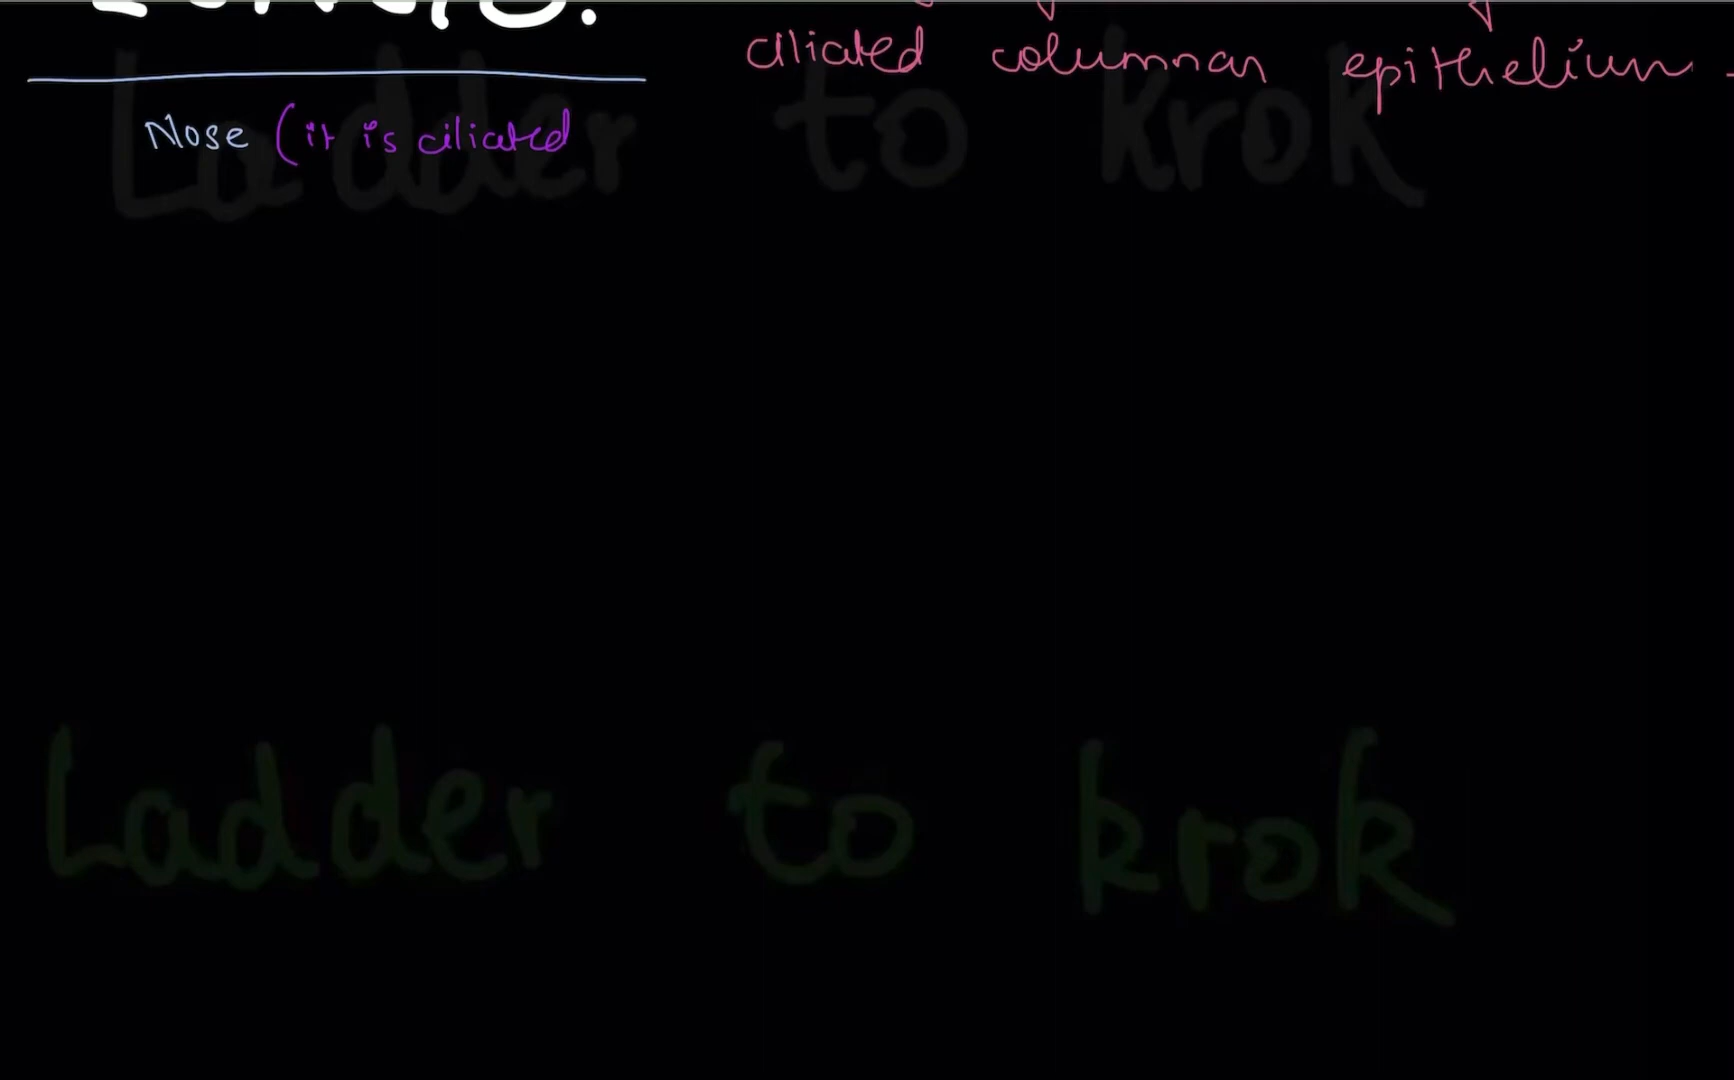 ciliated columnar epithelium
Nose (it is ciliated
Ladder to krok
Ladder to krok